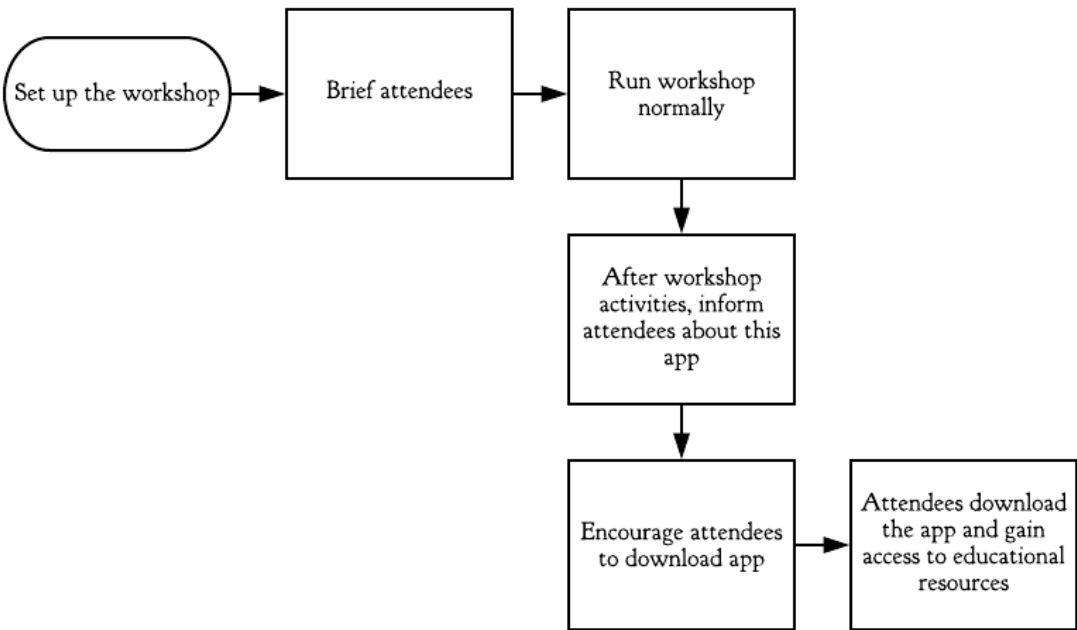 Set up the workshop
Brief attendees
Run workshop
normally
After workshop
activities, inform
attendees about this
app
Encourage attendees
to download app
Attendees download
the app and gain
access to educational
resources